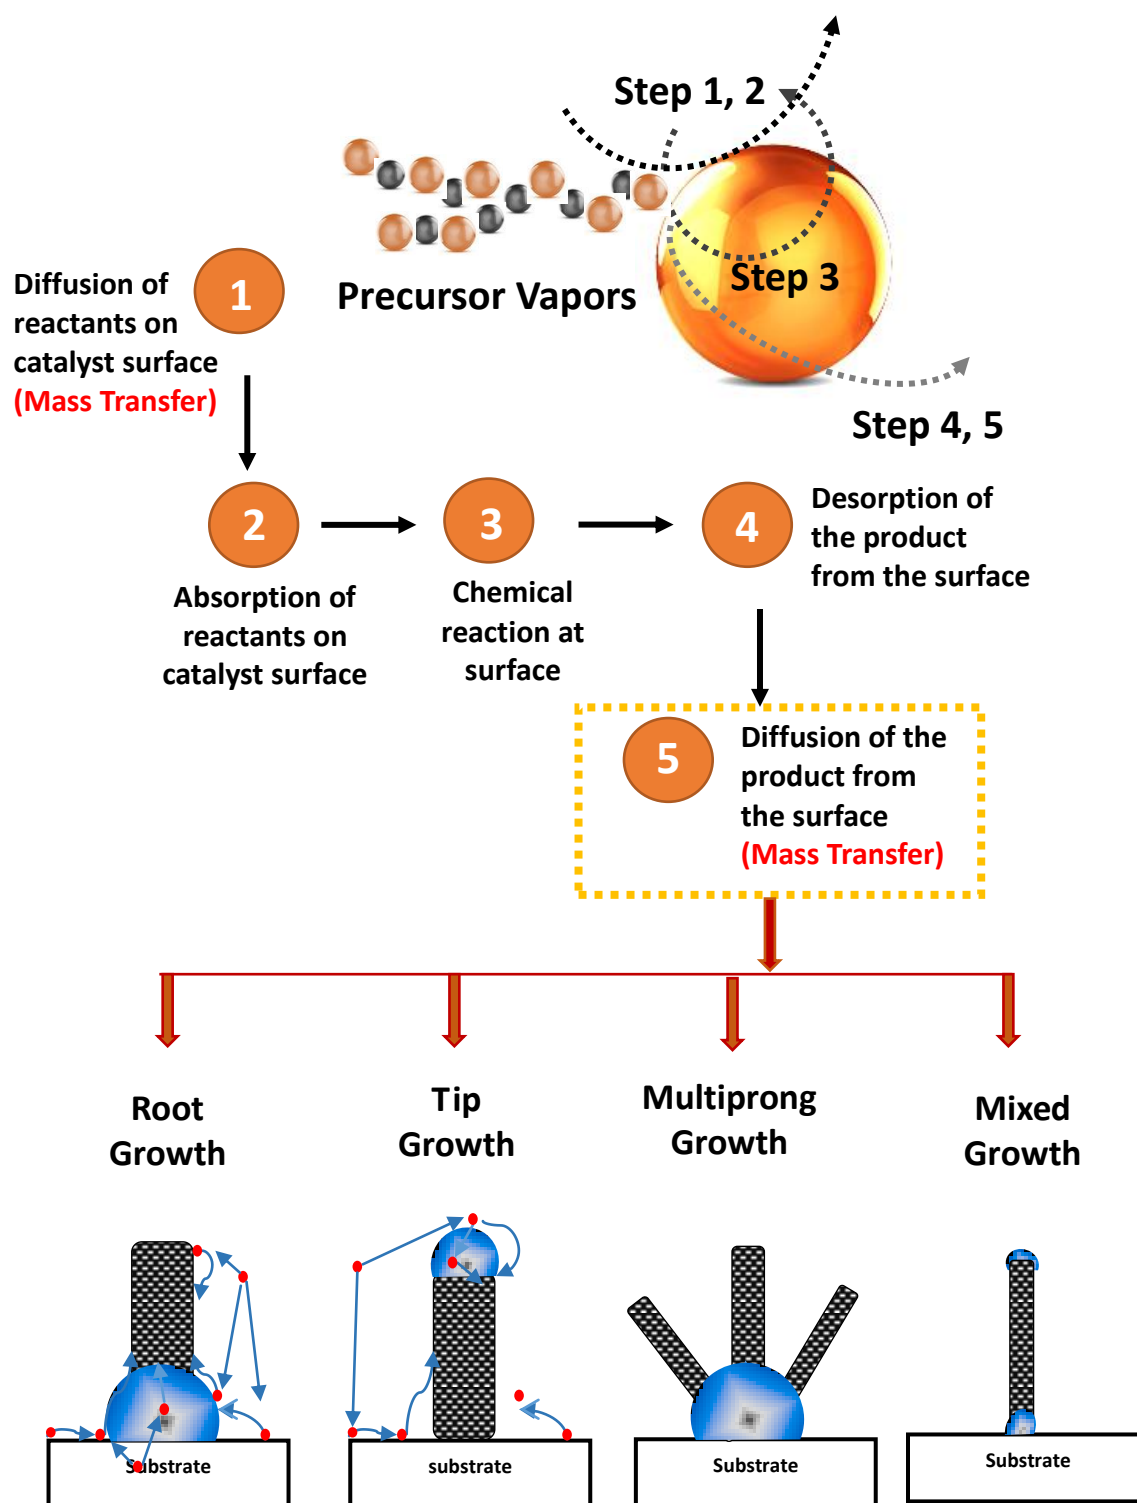 Step 1, 2
Precursor Vapors
Step 3
Step 4, 5
1
Diffusion of
reactants on
catalyst surface
(Mass Transfer)
2
Absorption of
reactants on
catalyst surface
3
Chemical
reaction at
surface
4
Desorption of
the product
from the surface
5
Diffusion of the
product from
the surface
(Mass Transfer)
Root
Growth
Tip
Growth
Multiprong
Growth
Mixed
Growth
Substrate
substrate
Substrate
Substrate